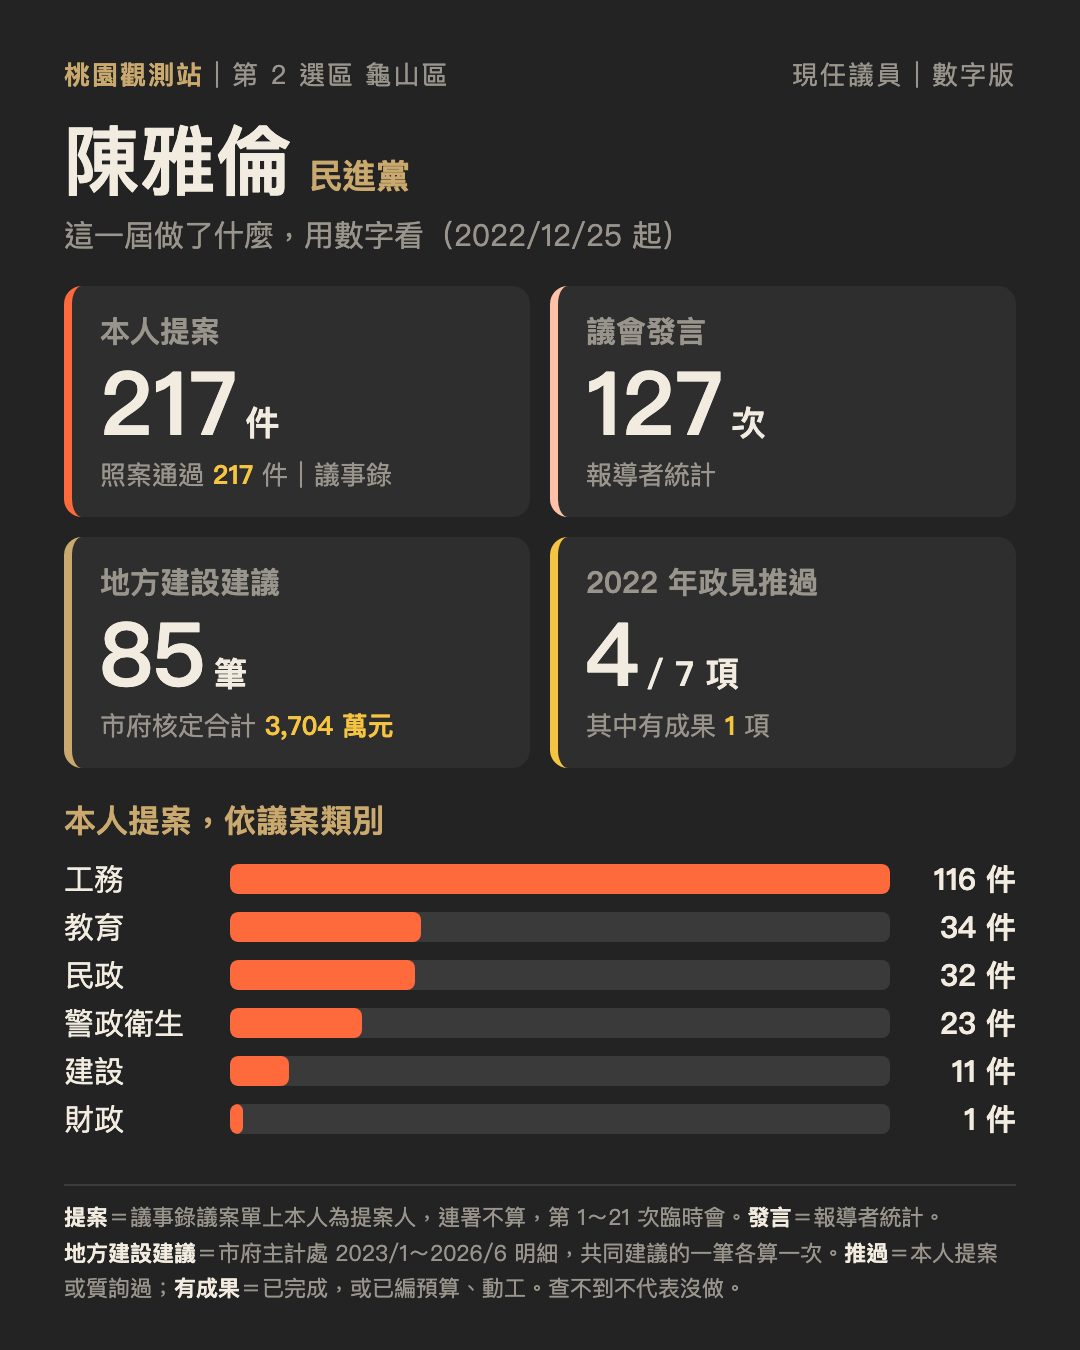 桃園觀測站｜第 2 選區 龜山區
現任議員｜數字版
陳雅倫 民進黨
這一屆做了什麼，用數字看（2022/12/25 起）
本人提案
217 件
照案通過 217 件｜議事錄
議會發言
127 次
報導者統計
地方建設建議
85 筆
市府核定合計 3,704 萬元
2022 年政見推過
4 / 7 項
其中有成果 1 項
本人提案，依議案類別
工務 116 件
教育 34 件
民政 32 件
警政衛生 23 件
建設 11 件
財政 1 件
提案＝議事錄議案單上本人為提案人，連署不算，第 1～21 次臨時會。發言＝報導者統計。
地方建設建議＝市府主計處 2023/1～2026/6 明細，共同建議的一筆各算一次。推過＝本人提案
或質詢過；有成果＝已完成，或已編預算、動工。查不到不代表沒做。